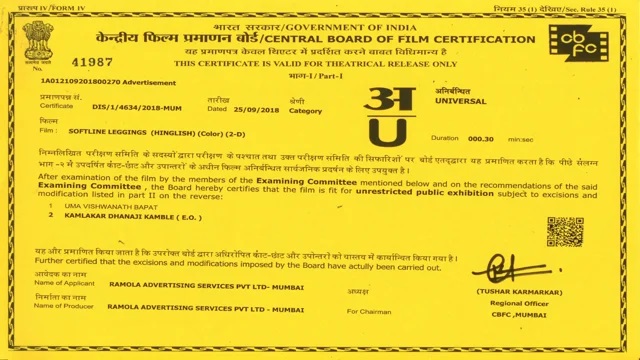 प्रारूप IV/FORM IV
नियम 35 (1) देखिए/Sec. Rule 35 (1)
भारत सरकार/GOVERNMENT OF INDIA
केन्द्रीय फिल्म प्रमाणन बोर्ड/CENTRAL BOARD OF FILM CERTIFICATION
यह प्रमाणपत्र केवल थिएटर में प्रदर्शित करने बाबत विधिमान्य है
THIS CERTIFICATE IS VALID FOR THEATRICAL RELEASE ONLY
भाग-I/Part-I
cb
fc
No. 41987
1A012109201800270 Advertisement
प्रमाणपत्र सं.
Certificate DIS/1/4634/2018-MUM
तारीख
Dated 25/09/2018
श्रेणी
Category
अ
U
अनिर्बन्धित
UNIVERSAL
फिल्म
Film : SOFTLINE LEGGINGS (HINGLISH) (Color) (2-D)
Duration 000.30 min:sec
निम्नलिखित परीक्षण समिति के सदस्यों द्वारा परीक्षण के पश्चात तथा उक्त परीक्षण समिति की सिफारिशों पर बोर्ड एतद्द्वारा यह प्रमाणित करता है कि पीछे संलग्न
भाग -२ में उपदर्शित काँट-छाँट और उपान्तरों के अधीन फिल्म अनिर्बन्धित सार्वजनिक प्रदर्शन के लिए उपयुक्त है।
After examination of the film by the members of the Examining Committee mentioned below and on the recommendations of the said
Examining Committee , the Board hereby certifies that the film is fit for unrestricted public exhibition subject to excisions and
modification listed in part II on the reverse:
1 UMA VISHWANATH BAPAT
2 KAMLAKAR DHANAJI KAMBLE ( E.O. )
यह और प्रमाणित किया जाता है कि उपरोक्त बोर्ड द्वारा अधिरोपित काँट-छाँट और उपान्तरों को वास्तव में कार्यान्वित किया गया है।
Further certified that the excisions and modifications imposed by the Board have actully been carried out.
आवेदक का नाम
Name of Applicant RAMOLA ADVERTISING SERVICES PVT LTD- MUMBAI
निर्माता का नाम
Name of Producer RAMOLA ADVERTISING SERVICES PVT LTD- MUMBAI
अध्यक्ष
For Chairman
(TUSHAR KARMARKAR)
Regional Officer
CBFC ,MUMBAI